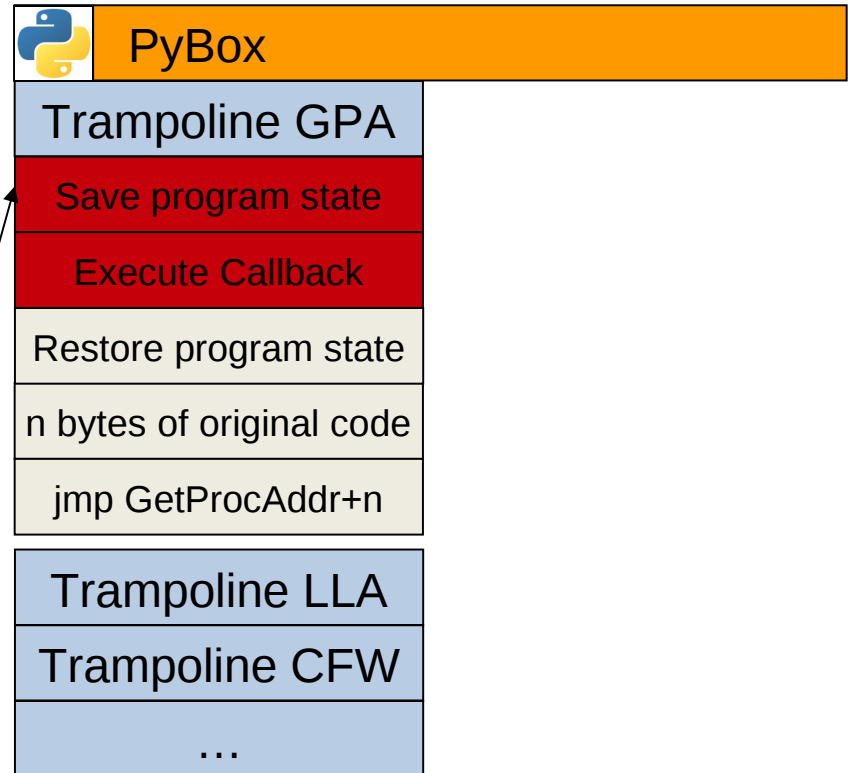 PyBox
Trampoline GPA
Save program state
Execute Callback
Restore program state
n bytes of original code
jmp GetProcAddr+n
Trampoline LLA
Trampoline CFW
…